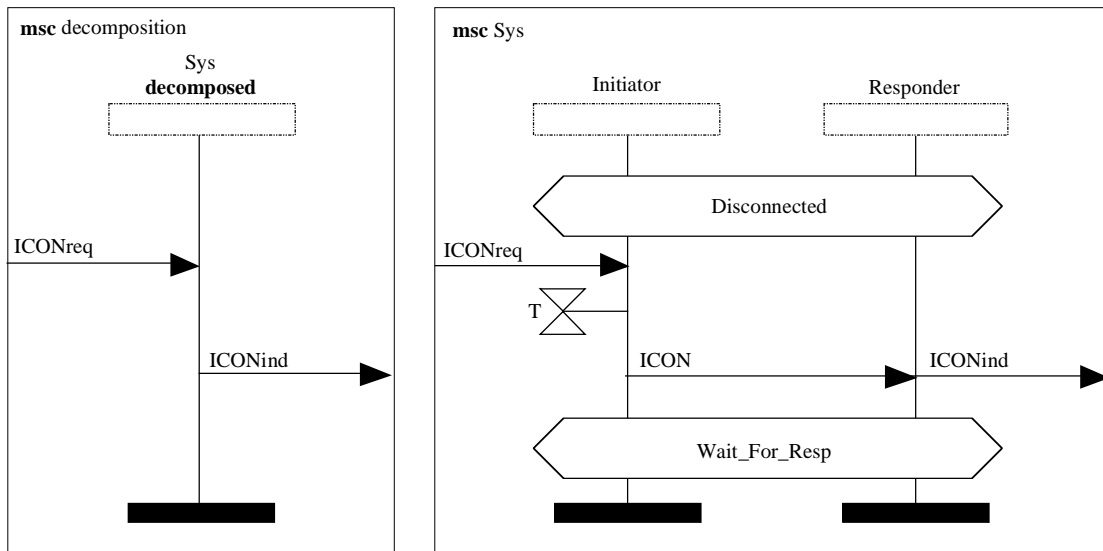 msc decomposition
Sys
decomposed
ICONreq
ICONind
msc Sys
Initiator
Responder
Disconnected
ICONreq
T
ICON
ICONind
Wait_For_Resp